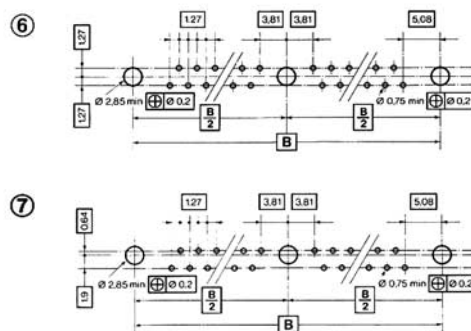 6
1.27
3,81
3,81
5,08
1,27
1,27
Ø 2,85 min
Ø 0,2
B
2
Ø 0,75 min
B
2
Ø 0,2
B
7
1.27
3,81
3,81
5,08
0.64
1.9
Ø 2,85 min
Ø 0,2
B
2
Ø 0,75 min
B
2
Ø 0,2
B